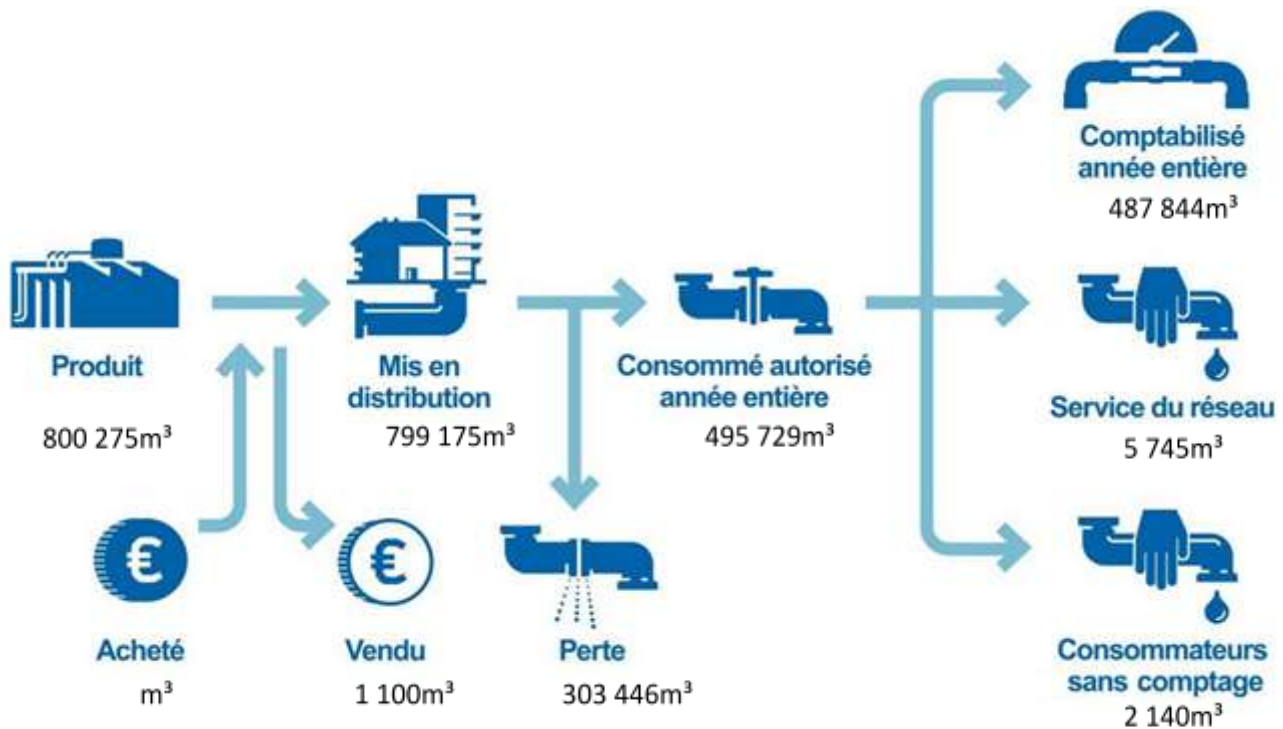 Comptabilisé
année entière
487 844m³
Produit
800 275m³
Mis en
distribution
799 175m³
Consommé autorisé
année entière
495 729m³
Service du réseau
5 745m³
€
Acheté
m³
€
Vendu
1 100m³
Perte
303 446m³
Consommateurs
sans comptage
2 140m³